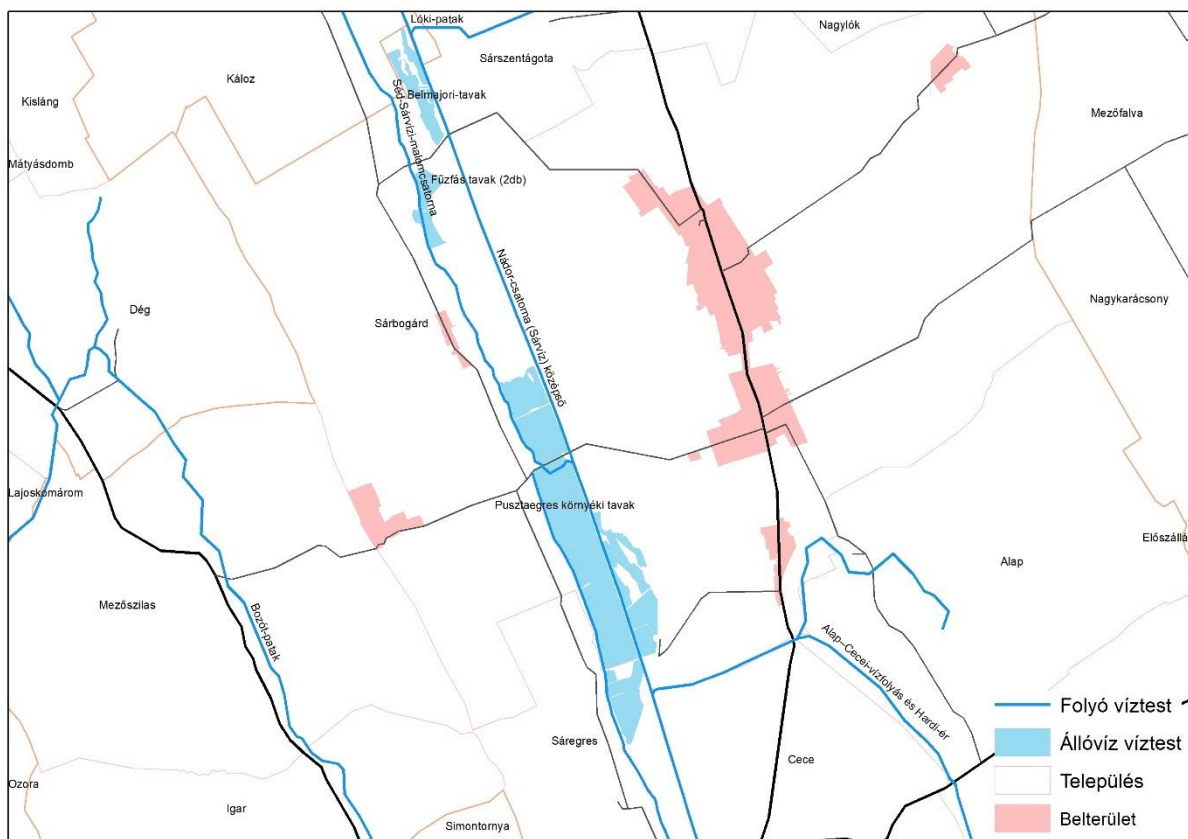 Lóki-patak
Nagylók
Sárszentágota
Káloz
Kisláng
Belmajori-tavak
Mezőfalva
Mátyásdomb
Séd-Sárvízi-malomcsatorna
Fűzfás tavak (2db)
Nádor-csatorna (Sárvíz) középső
Nagykarácsony
Dég
Sárbogárd
Lajoskomárom
Pusztaegres környéki tavak
Előszállá
Alap
Mezőszilas
Bozót-patak
Alap–Cecei-vízfolyás és Hardi-ér
Sáregres
Cece
Ozora
Igar
Simontornya
Folyó víztest
Állóvíz víztest
Település
Belterület